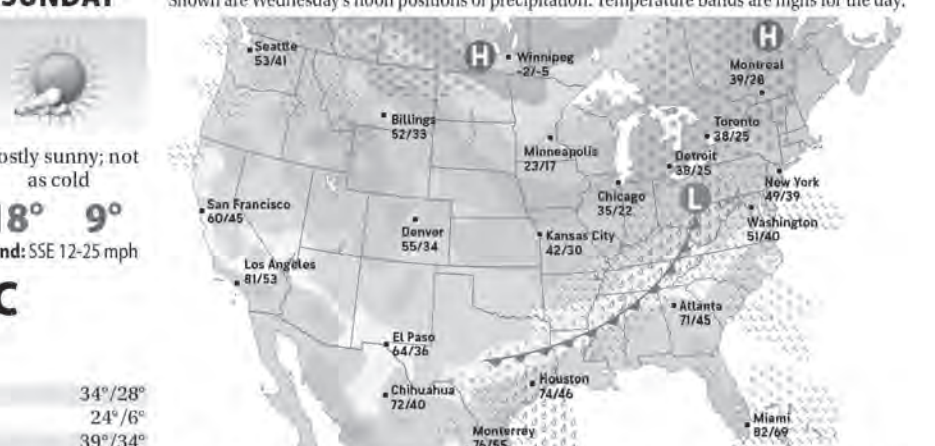 SUNDAY
Shown are Wednesday's noon positions of precipitation. Temperature bands are highs for the day.
ostly sunny; not
as cold
18° 9°
nd: SSE 12-25 mph
C
34°/28°
24°/6°
39°/34°
H
H
Seattle
53/41
Winnipeg
-2/-5
Montreal
39/28
Billings
52/33
Toronto
38/25
Minneapolis
23/17
Detroit
38/25
New York
49/39
Chicago
35/22
L
San Francisco
60/45
Denver
55/34
Kansas City
42/30
Washington
51/40
Los Angeles
81/53
Atlanta
71/45
El Paso
64/36
Chihuahua
72/40
Houston
74/46
Monterrey
76/55
Miami
82/69